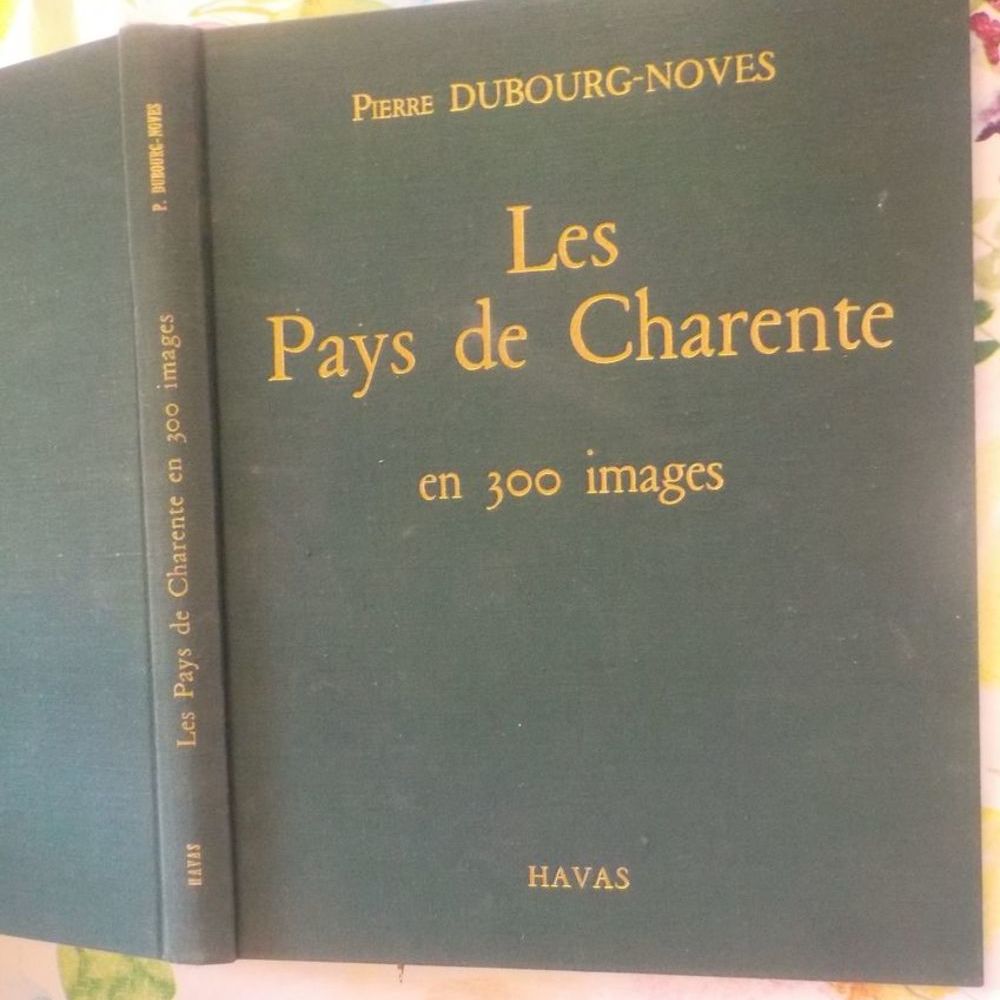 P. DUBOURG-NOVES
Les Pays de Charente en 300 images
HAVAS
PIERRE DUBOURG-NOVES
Les
Pays de Charente
en 300 images
HAVAS